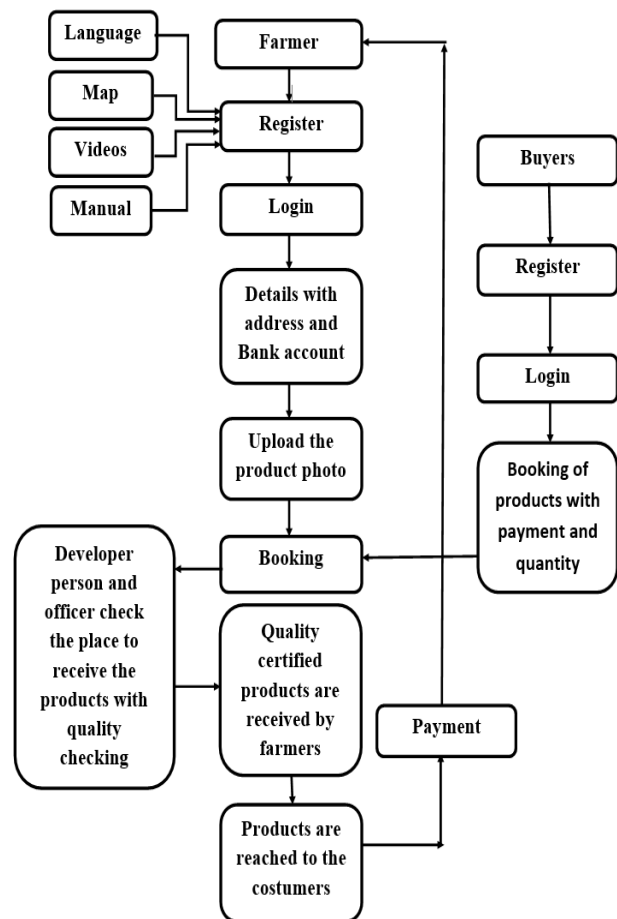 Language
Map
Videos
Manual
Farmer
Register
Login
Details with
address and
Bank account
Upload the
product photo
Booking
Buyers
Register
Login
Booking of
products with
payment and
quantity
Developer
person and
officer check
the place to
receive the
products with
quality
checking
Quality
certified
products are
received by
farmers
Products are
reached to the
costumers
Payment